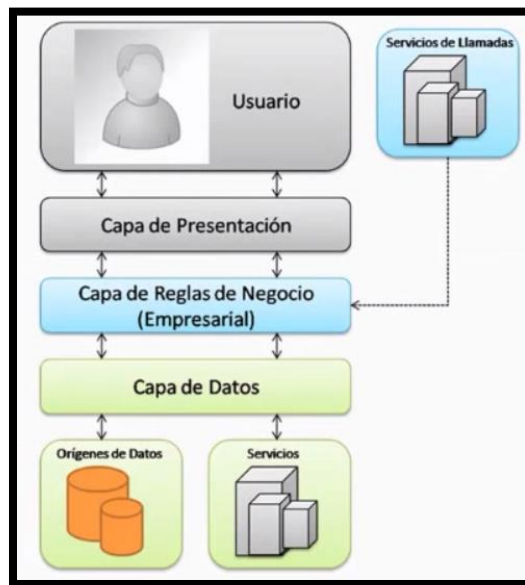 Servicios de Llamadas
Usuario
Capa de Presentación
Capa de Reglas de Negocio
(Empresarial)
Capa de Datos
Orígenes de Datos
Servicios